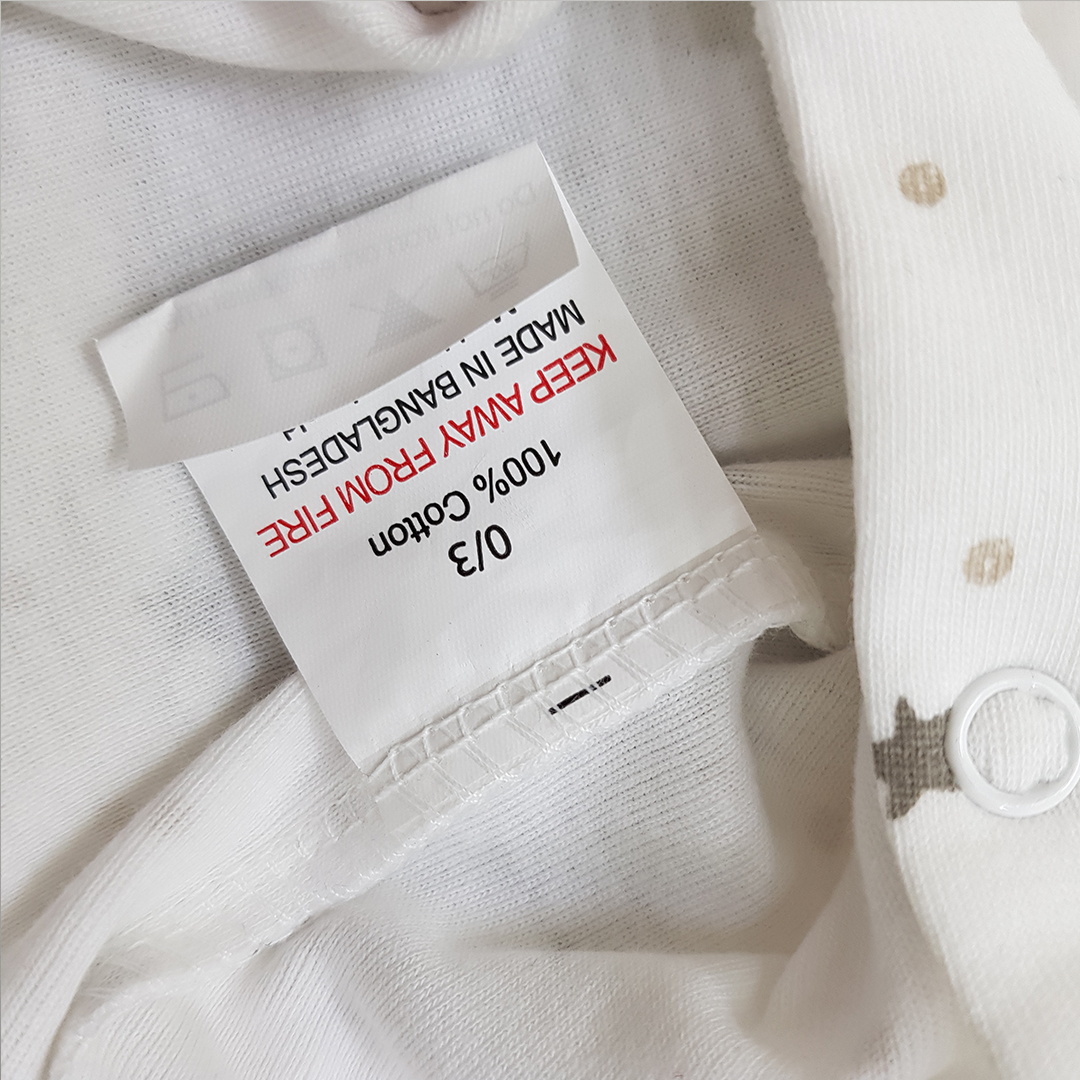 0/3
100% Cotton
KEEP AWAY FROM FIRE
MADE IN BANGLADESH